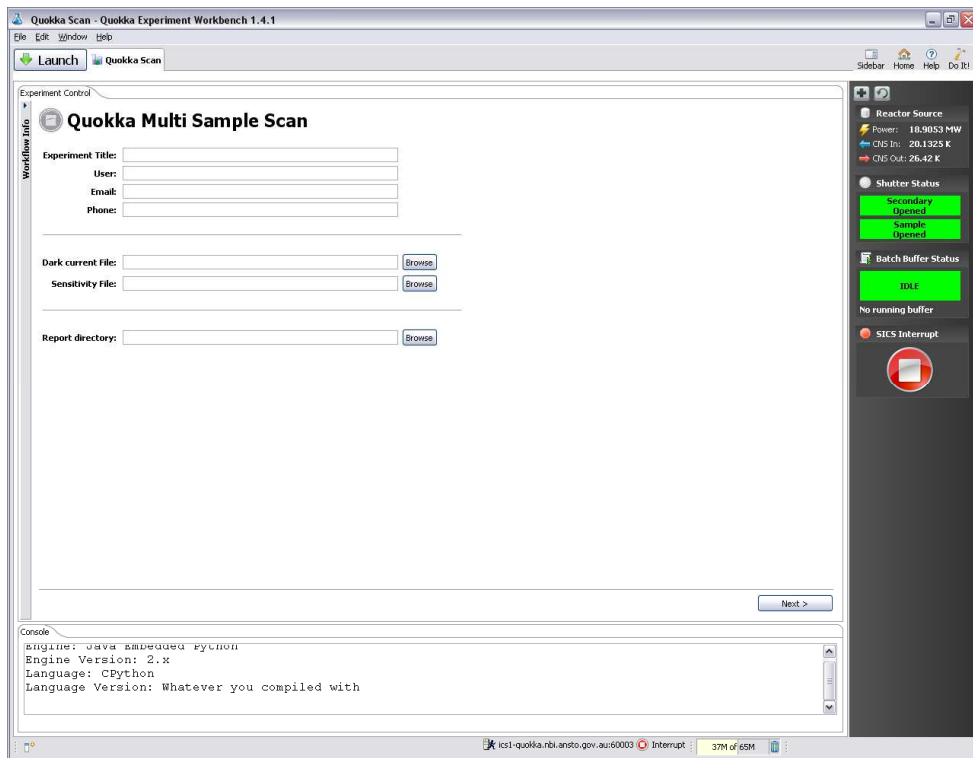 Quokka Scan - Quokka Experiment Workbench 1.4.1
File Edit Window Help
Launch Quokka Scan
Sidebar Home Help Do It!
Experiment Control
Workflow Info
Quokka Multi Sample Scan
Experiment Title:
User:
Email:
Phone:
Dark current File: Browse
Sensitivity File: Browse
Report directory: Browse
Next >
Reactor Source
Power: 18.9053 MW
CNS In: 20.1325 K
CNS Out: 26.42 K
Shutter Status
Secondary
Opened
Sample
Opened
Batch Buffer Status
IDLE
No running buffer
SICS Interrupt
Console
Engine: Java Embedded Python
Engine Version: 2.x
Language: CPython
Language Version: Whatever you compiled with
ics1-quokka.nbi.ansto.gov.au:60003 Interrupt 37M of 65M